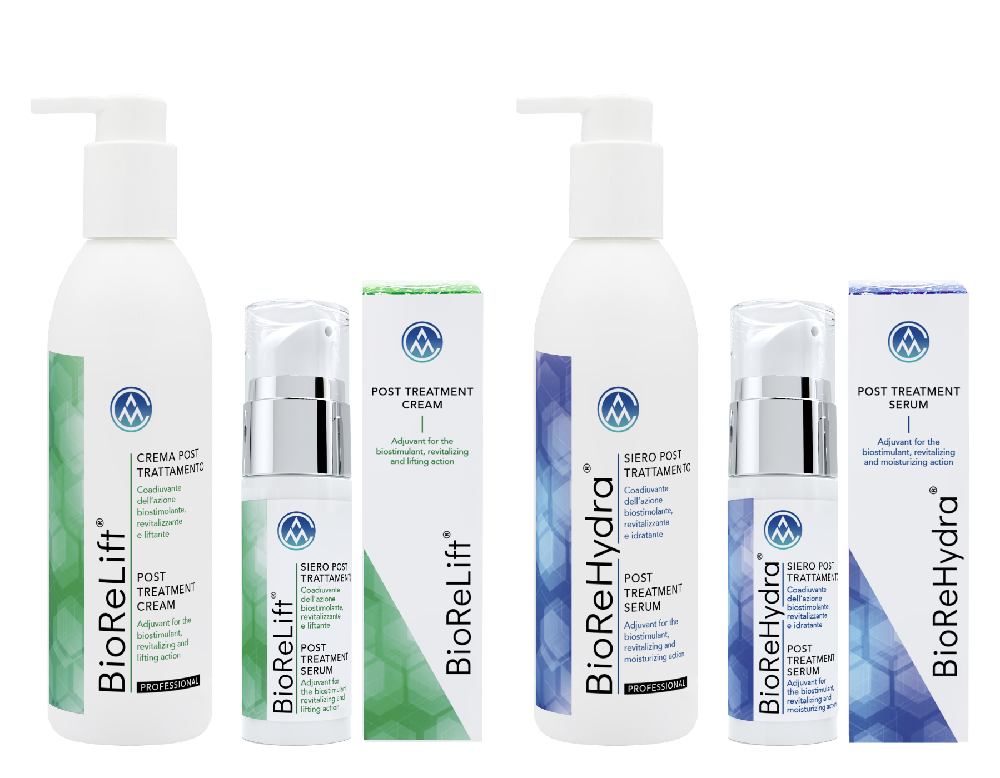 BioReLift®
CREMA POST
TRATTAMENTO
Coadiuvante
dell'azione
biostimolante,
revitalizzante
e liftante
POST
TREATMENT
CREAM
Adjuvant for the
biostimulant,
revitalizing and
lifting action
PROFESSIONAL
BioReLift®
SIERO POST
TRATTAMENTO
Coadiuvante
dell'azione
biostimolante,
revitalizzante
e liftante
POST
TREATMENT
SERUM
Adjuvant for
the biostimulant,
revitalizing and
lifting action
POST TREATMENT
CREAM
Adjuvant for the
biostimulant, revitalizing
and lifting action
BioReLift®
BioReHydra®
SIERO POST
TRATTAMENTO
Coadiuvante
dell'azione
biostimolante,
revitalizzante
e idratante
POST
TREATMENT
SERUM
Adjuvant for the
biostimulant,
revitalizing and
moisturizing action
PROFESSIONAL
BioReHydra®
SIERO POST
TRATTAMENTO
Coadiuvante
dell'azione
biostimolante,
revitalizzante
e idratante
POST
TREATMENT
SERUM
Adjuvant for
the biostimulant,
revitalizing and
moisturizing action
POST TREATMENT
SERUM
Adjuvant for the
biostimulant, revitalizing
and moisturizing action
BioReHydra®